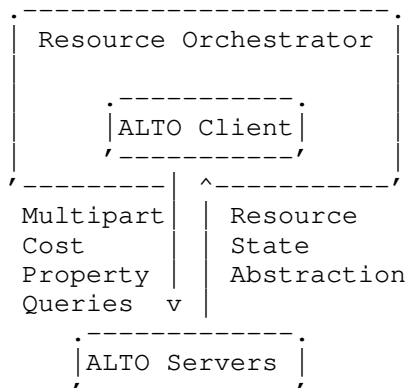 Resource Orchestrator
ALTO Client
Multipart Resource
Cost State
Property Abstraction
Queries
ALTO Servers